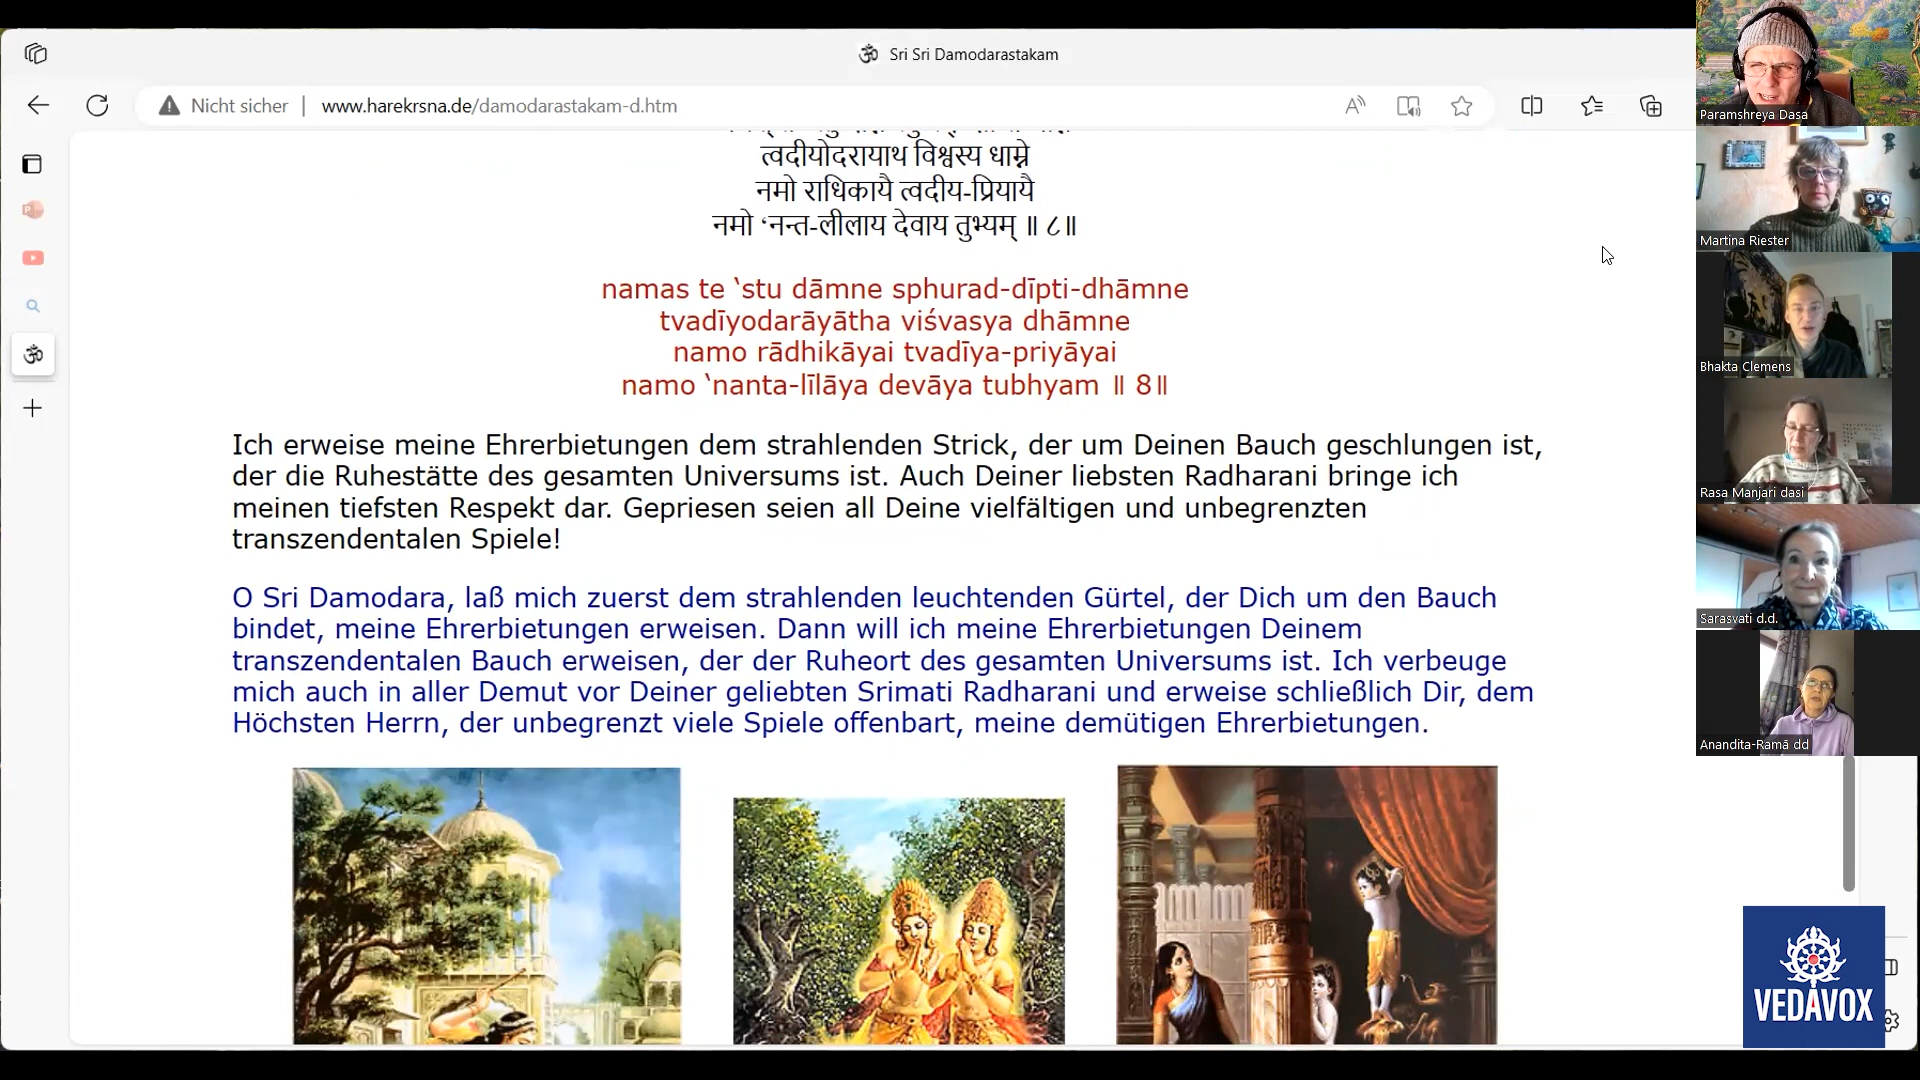 Sri Sri Damodarastakam
Nicht sicher
www.harekrsna.de/damodarastakam-d.htm
त्वदीयोदरायाथ विश्वस्य धाम्ने
नमो राधिकायै त्वदीय-प्रियायै
नमो ‘नन्त-लीलाय देवाय तुभ्यम् ॥ ८॥
namas te ‛stu dāmne sphurad-dīpti-dhāmne
tvadīyodarāyātha viśvasya dhāmne
namo rādhikāyai tvadīya-priyāyai
namo ‛nanta-līlāya devāya tubhyam ॥ 8॥
Ich erweise meine Ehrerbietungen dem strahlenden Strick, der um Deinen Bauch geschlungen ist,
der die Ruhestätte des gesamten Universums ist. Auch Deiner liebsten Radharani bringe ich
meinen tiefsten Respekt dar. Gepriesen seien all Deine vielfältigen und unbegrenzten
transzendentalen Spiele!
O Sri Damodara, laß mich zuerst dem strahlenden leuchtenden Gürtel, der Dich um den Bauch
bindet, meine Ehrerbietungen erweisen. Dann will ich meine Ehrerbietungen Deinem
transzendentalen Bauch erweisen, der der Ruheort des gesamten Universums ist. Ich verbeuge
mich auch in aller Demut vor Deiner geliebten Srimati Radharani und erweise schließlich Dir, dem
Höchsten Herrn, der unbegrenzt viele Spiele offenbart, meine demütigen Ehrerbietungen.
Paramshreya Dasa
Martina Riester
Bhakta Clemens
Rasa Manjari dasi
Sarasvati d.d.
Anandita-Ramā dd
VEDAVOX